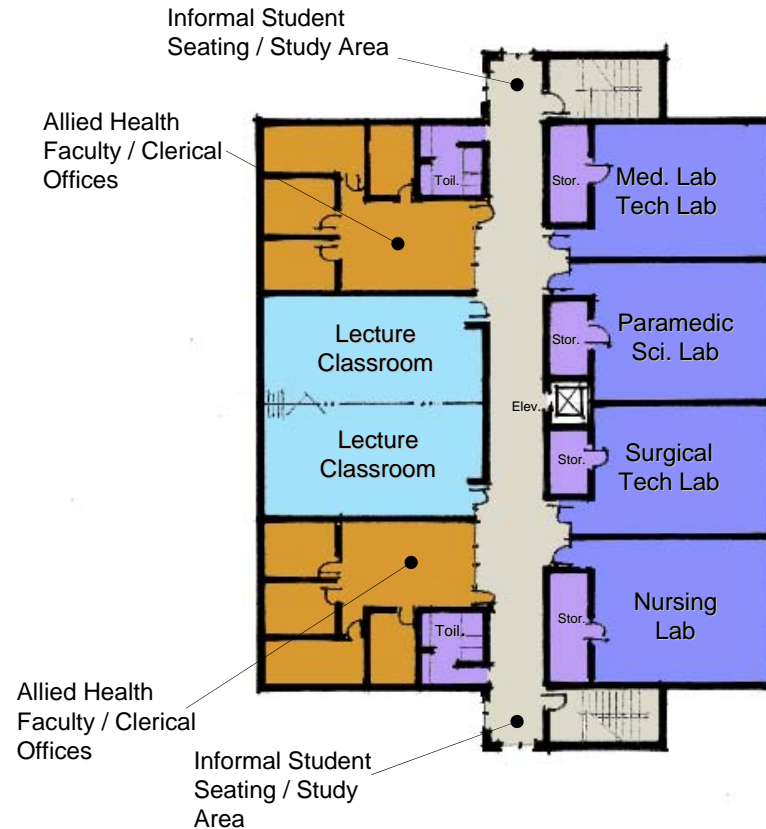 Informal Student
Seating / Study Area
Allied Health
Faculty / Clerical
Offices
Toil.
Stor.
Med. Lab
Tech Lab
Lecture
Classroom
Stor.
Paramedic
Sci. Lab
Elev.
Lecture
Classroom
Stor.
Surgical
Tech Lab
Toil.
Stor.
Nursing
Lab
Allied Health
Faculty / Clerical
Offices
Informal Student
Seating / Study
Area